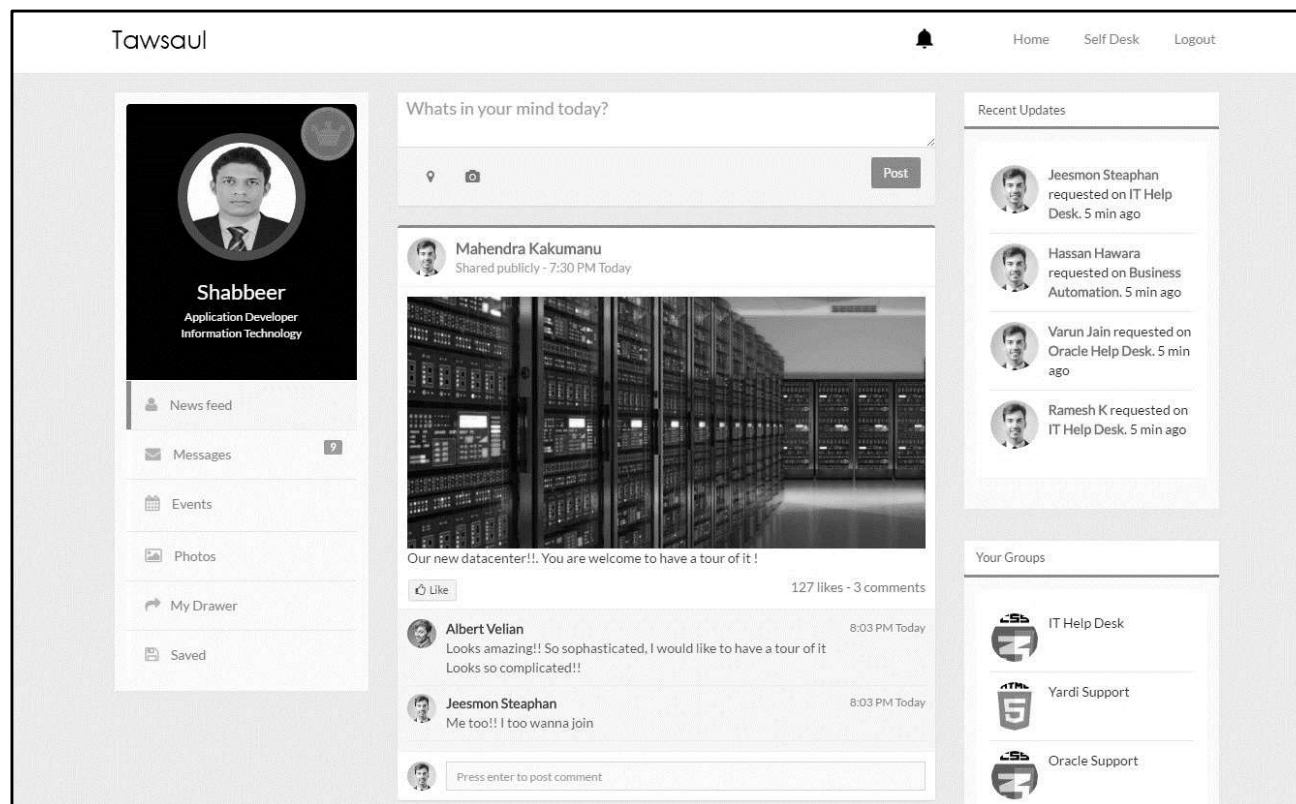 Tawsaul
Home Self Desk Logout
Shabbeer
Application Developer
Information Technology
News feed
Messages 9
Events
Photos
My Drawer
Saved
Whats in your mind today?
Post
Mahendra Kakumanu
Shared publicly - 7:30 PM Today
Our new datacenter!!. You are welcome to have a tour of it !
Like 127 likes - 3 comments
Albert Velian 8:03 PM Today
Looks amazing!! So sophasticated, I would like to have a tour of it
Looks so complicated!!
Jeesmon Steaphan 8:03 PM Today
Me too!! I too wanna join
Press enter to post comment
Recent Updates
Jeesmon Steaphan
requested on IT Help
Desk. 5 min ago
Hassan Hawara
requested on Business
Automation. 5 min ago
Varun Jain requested on
Oracle Help Desk. 5 min
ago
Ramesh K requested on
IT Help Desk. 5 min ago
Your Groups
CSS
IT Help Desk
HTML
5
Yardi Support
CSS
Oracle Support